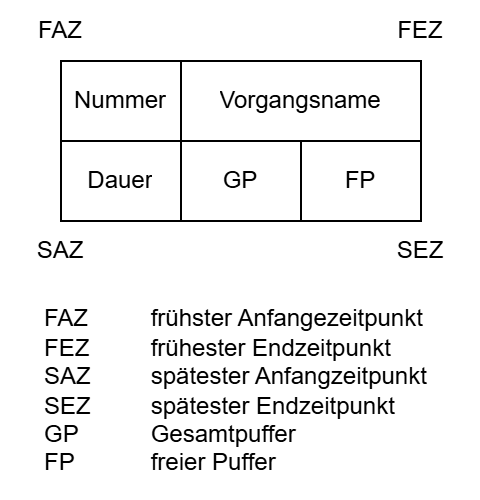 FAZ FEZ
Nummer Vorgangsname
Dauer GP FP
SAZ SEZ
FAZ frühster Anfangezeitpunkt
FEZ frühester Endzeitpunkt
SAZ spätester Anfangzeitpunkt
SEZ spätester Endzeitpunkt
GP Gesamtpuffer
FP freier Puffer